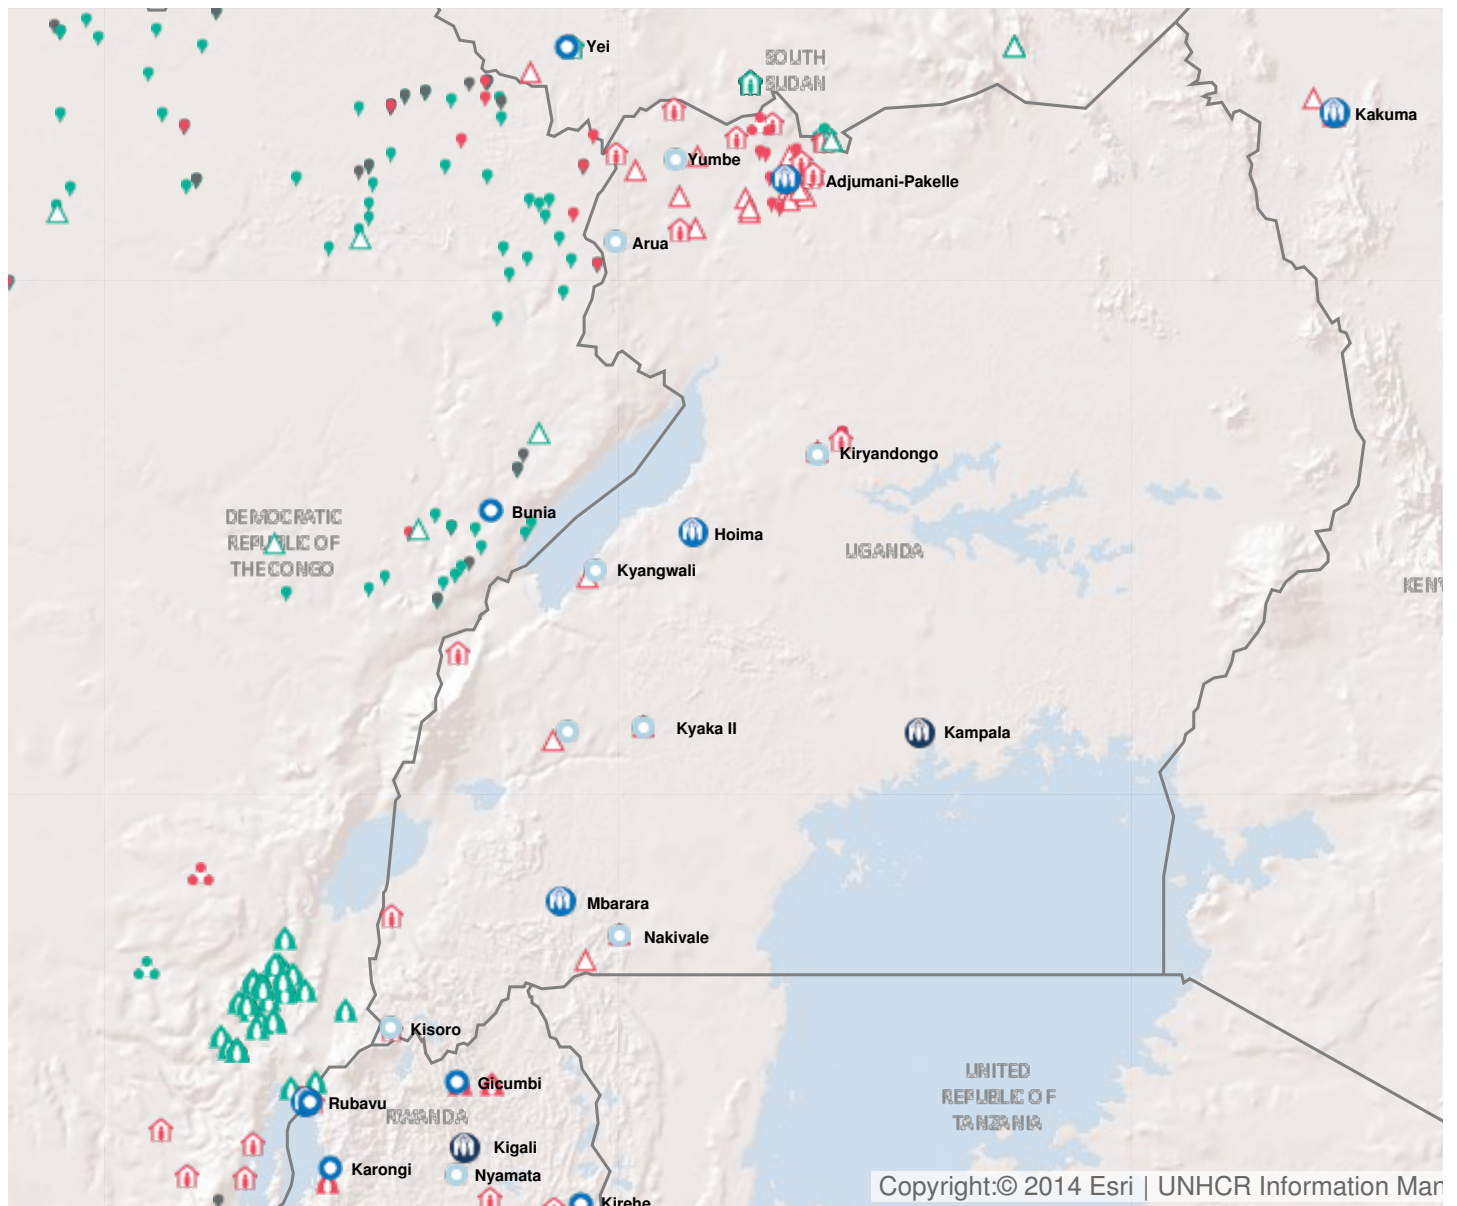 Yei
SOUTH
SUDAN
Kakuma
Yumbe
Adjumani-Pakelle
Arua
Kiryandongo
Bunia
DEMOCRATIC
REPUBLIC OF
THE CONGO
Hoima
UGANDA
Kyangwali
KENY
Kyaka II
Kampala
Mbarara
Nakivale
Kisoro
Gicumbi
UNITED
REPUBLIC OF
TANZANIA
Rubavu
RWANDA
Kigali
Karongi
Nyamata
Kirehe
Copyright:© 2014 Esri | UNHCR Information Man